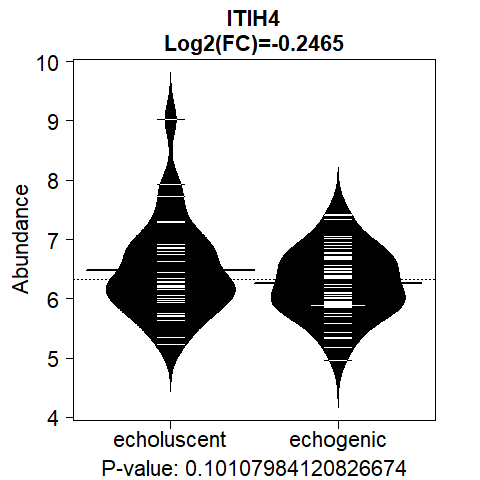 ITIH4
Log2(FC)=-0.2465
Abundance
10
9
8
7
6
5
4
echoluscent
echogenic
P-value: 0.10107984120826674